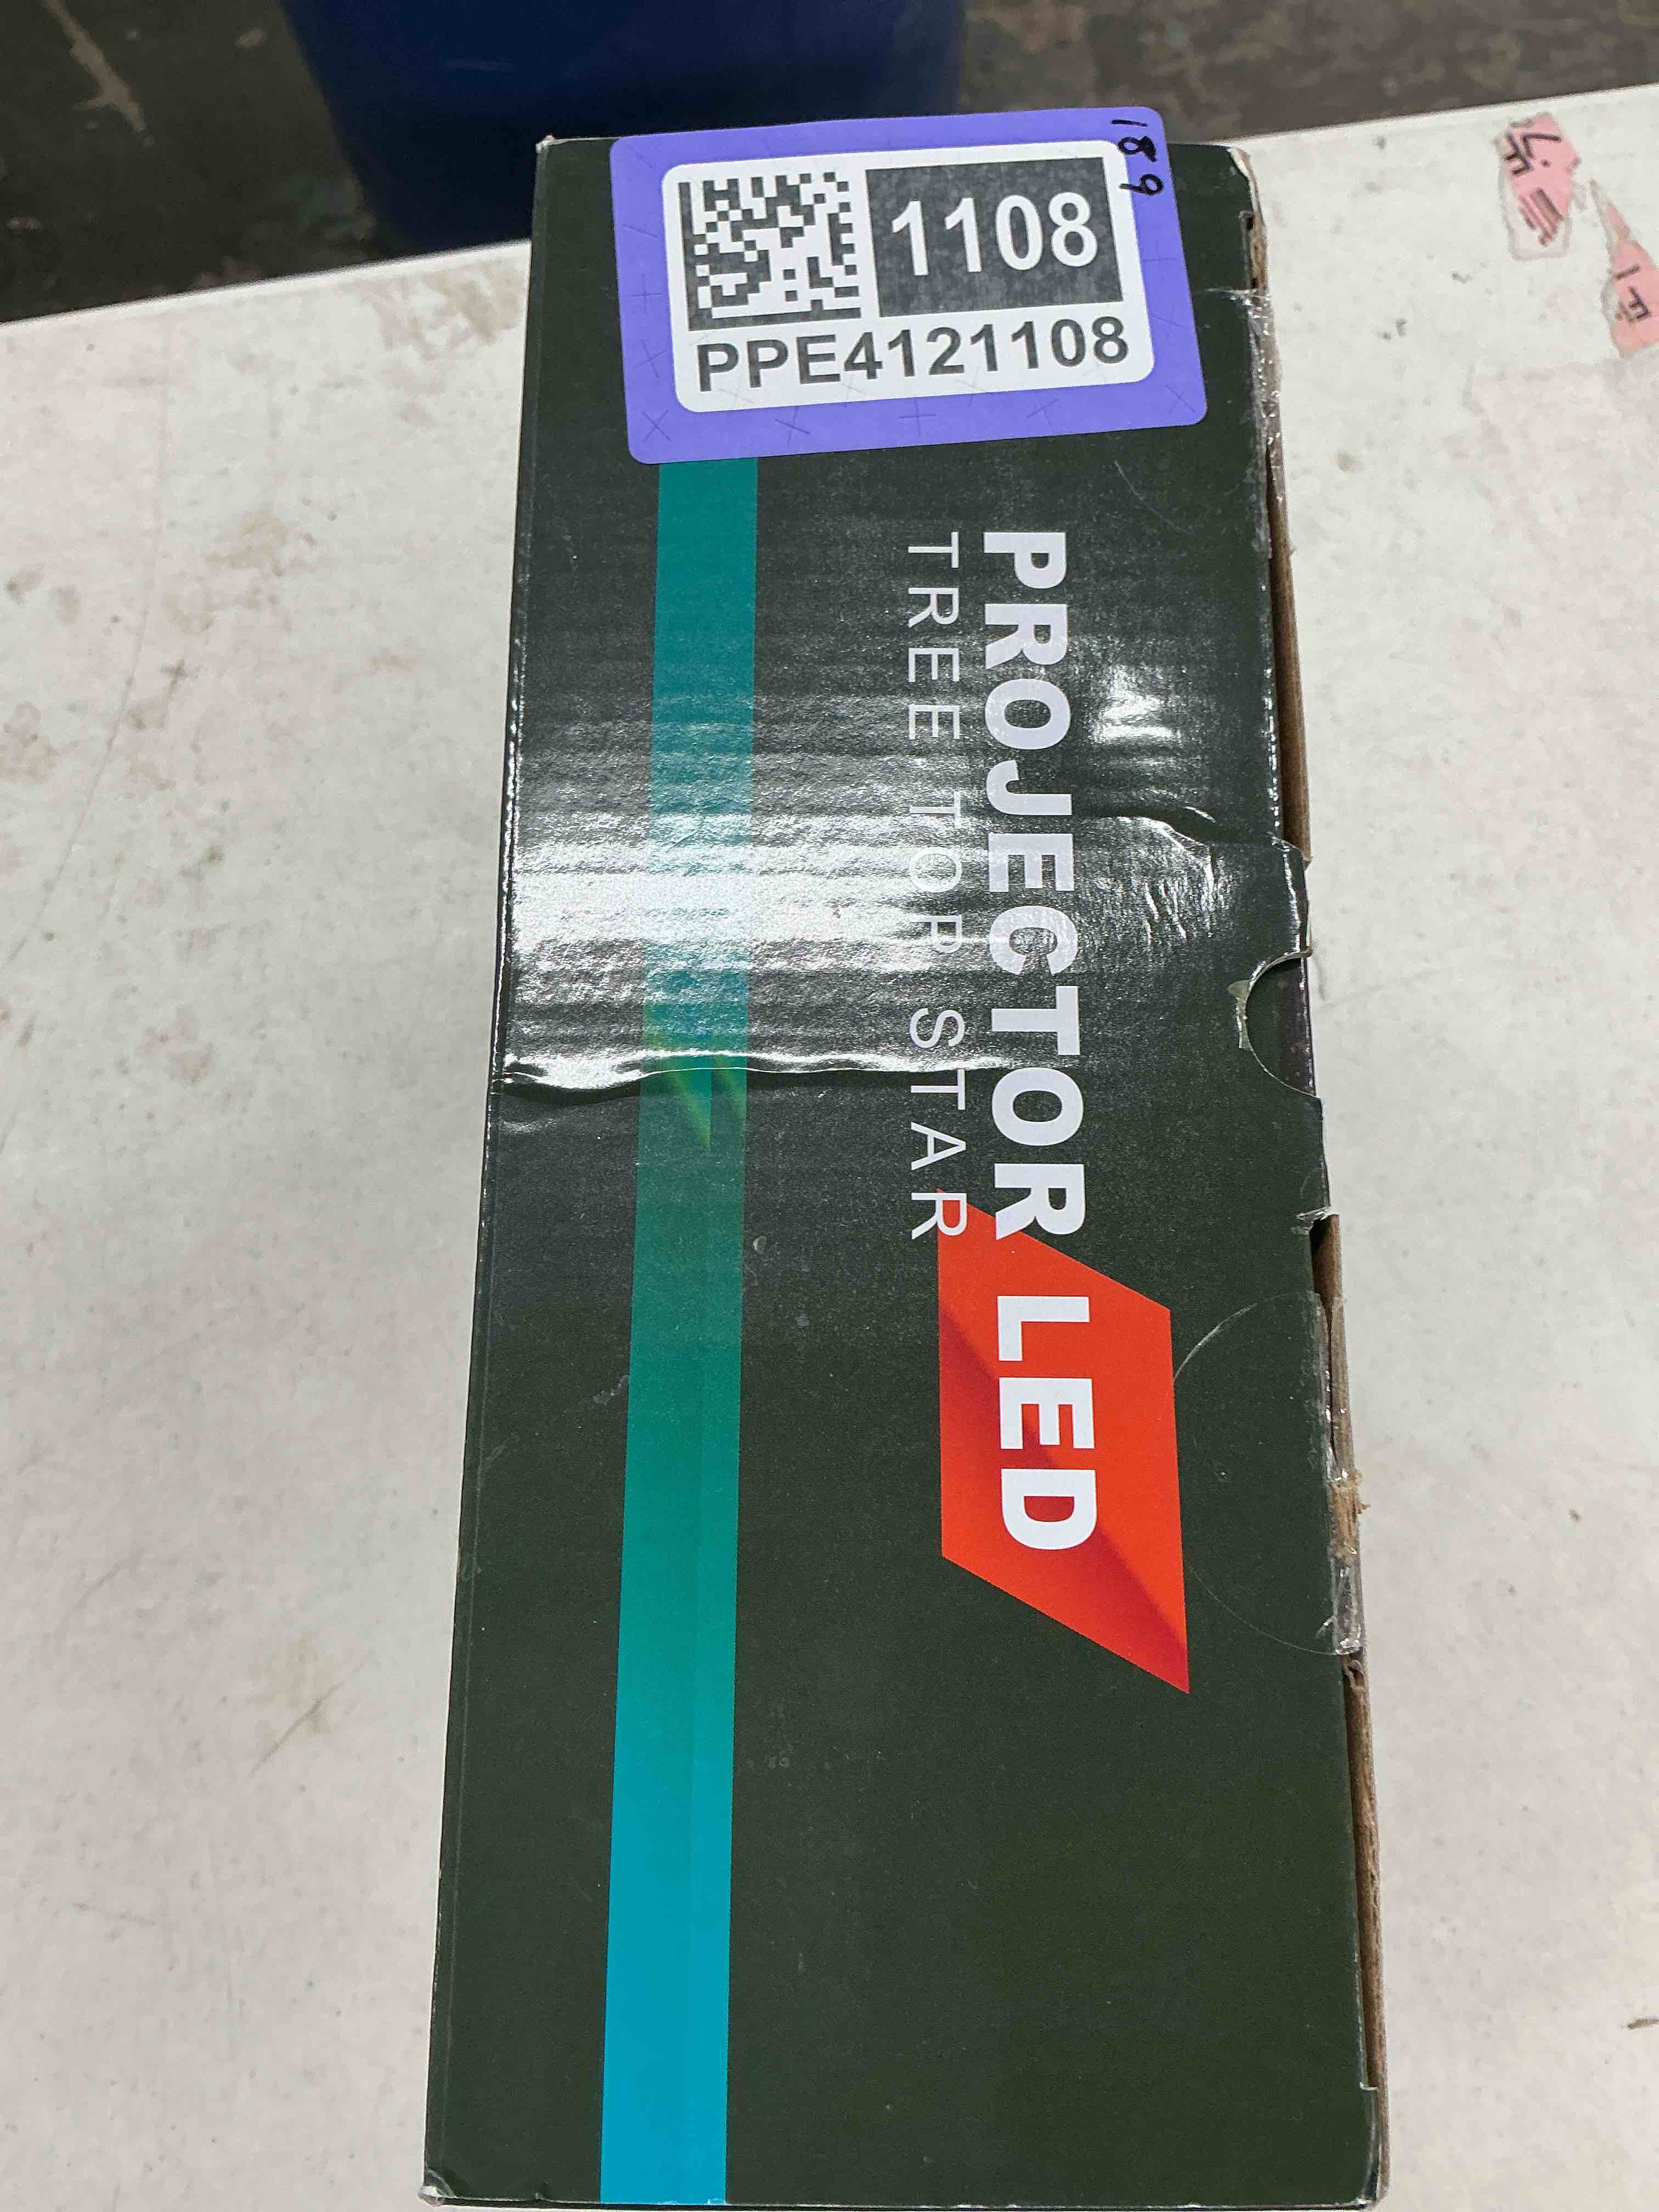 189
1108
PPE4121108
PROJECTOR LED
TREE TOP STAR